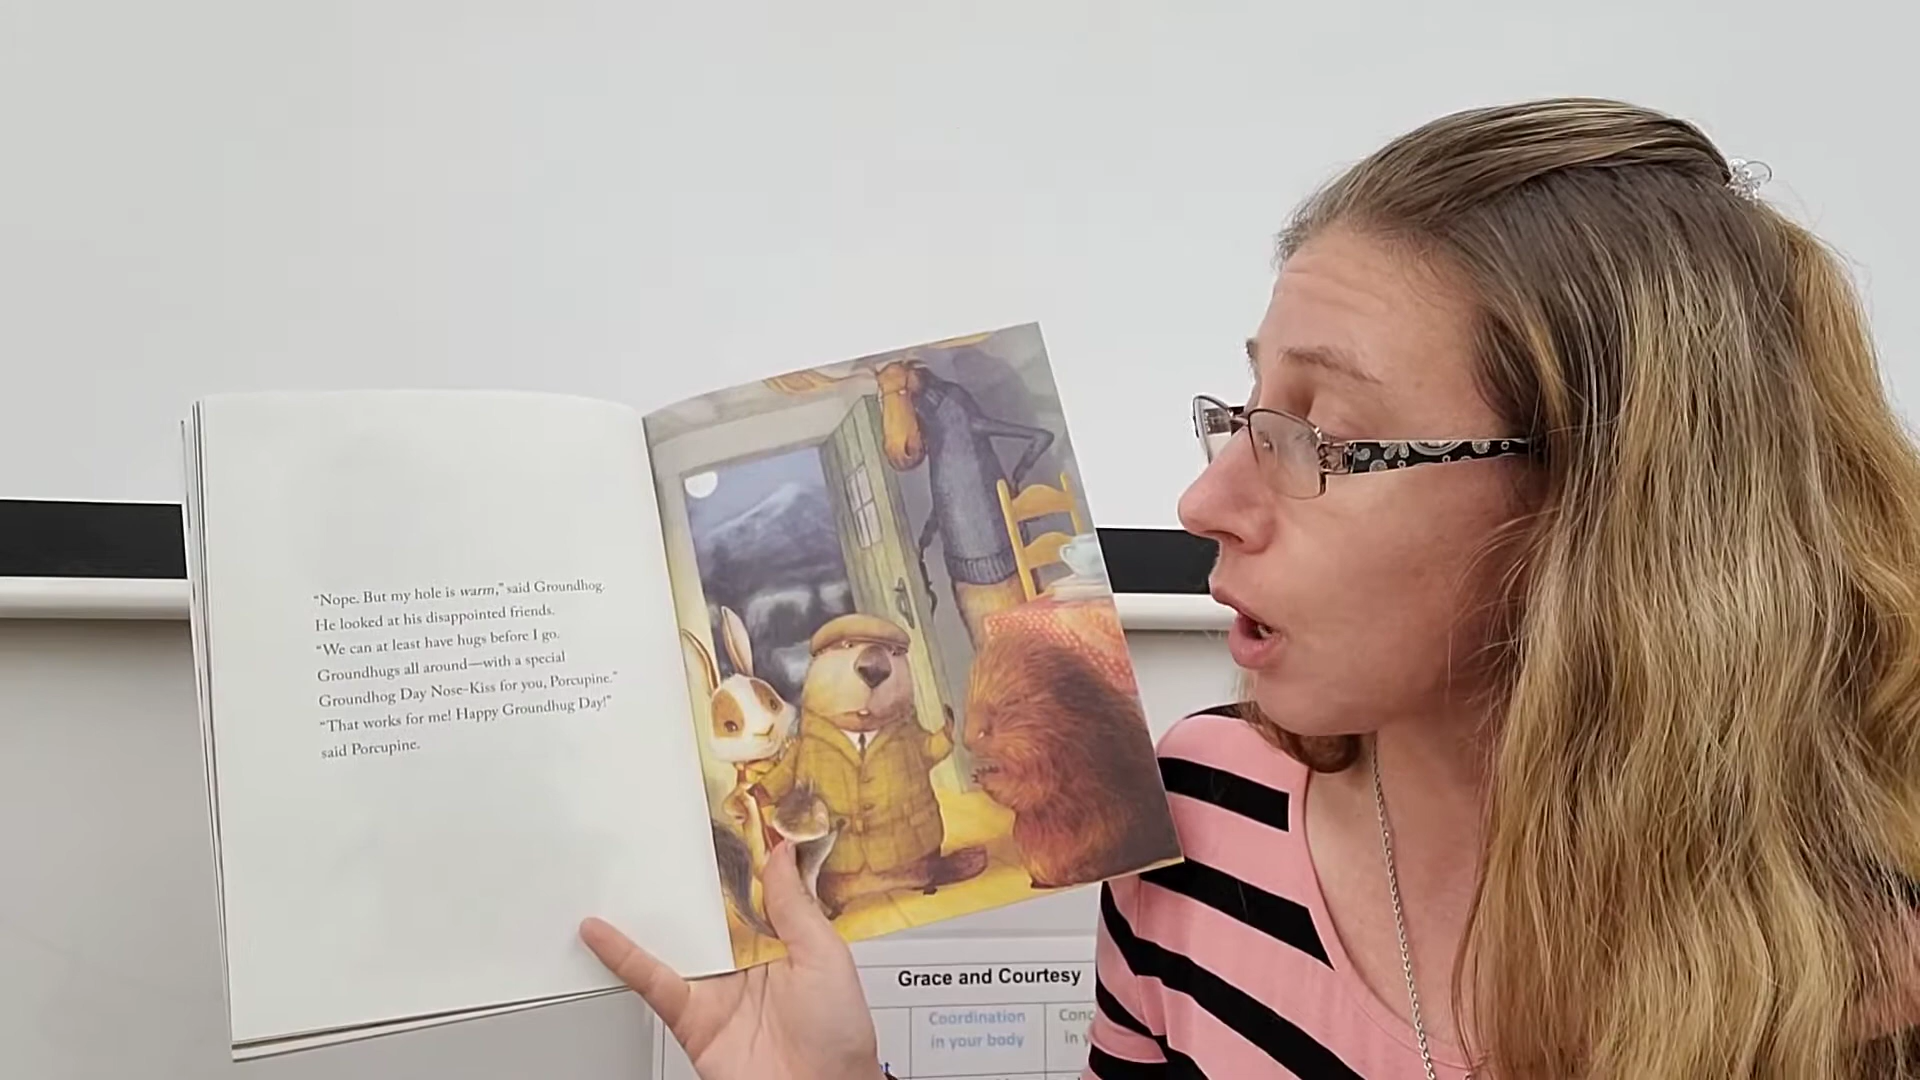 “Nope. But my hole is warm,” said Groundhog.
He looked at his disappointed friends.
“We can at least have hugs before I go.
Groundhugs all around—with a special
Groundhog Day Nose-Kiss for you, Porcupine.”
“That works for me! Happy Groundhug Day!”
said Porcupine.
Grace and Courtesy
Coordination
in your body